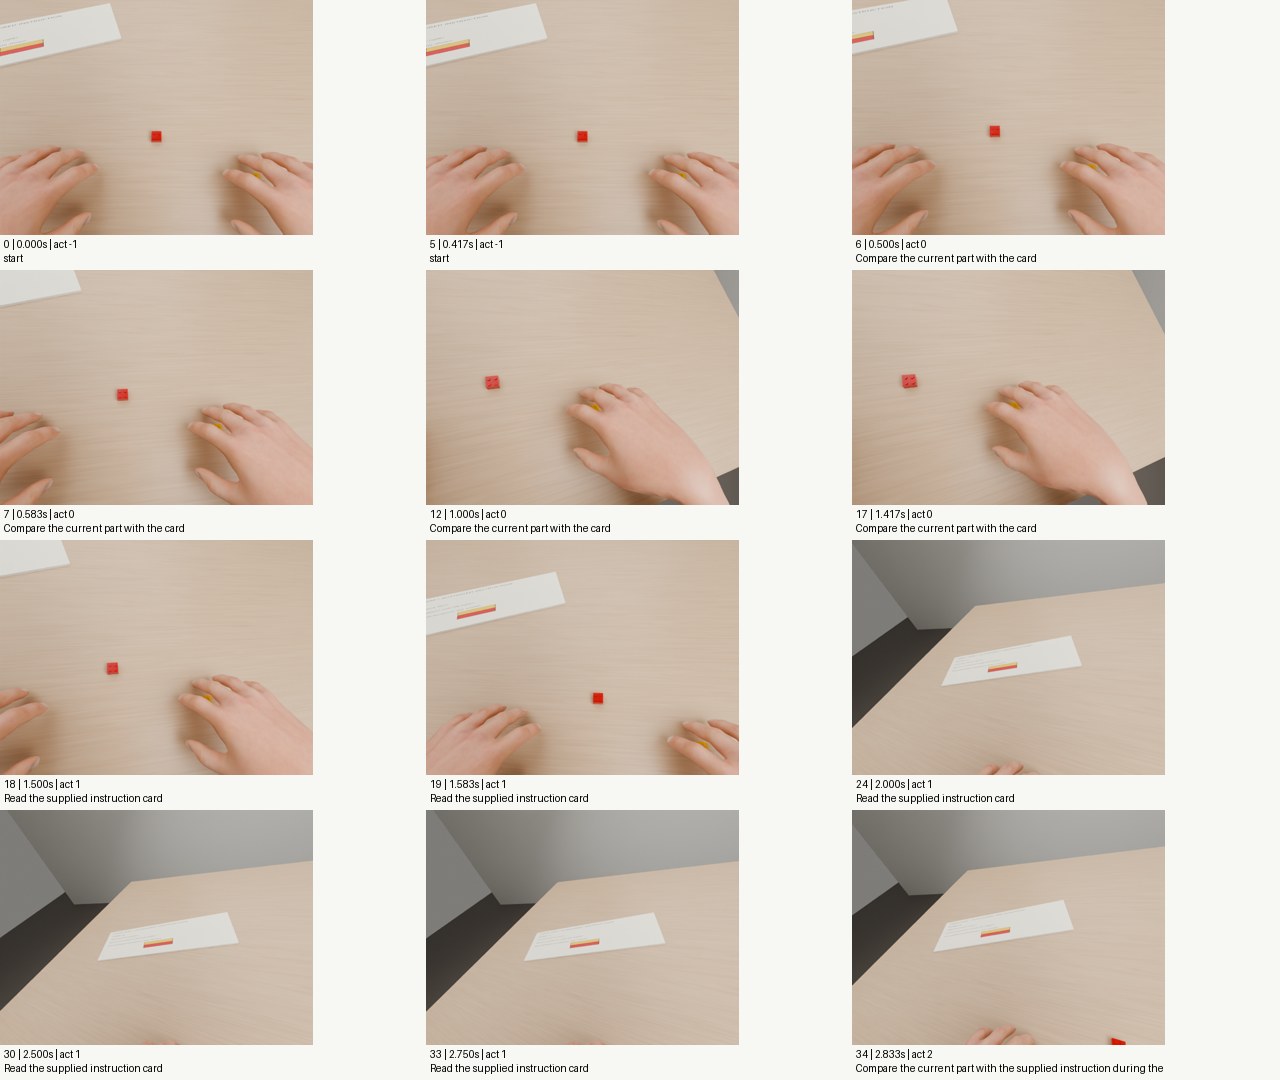 0 | 0.000s | act -1
start
5 | 0.417s | act -1
start
6 | 0.500s | act 0
Compare the current part with the card
7 | 0.583s | act 0
Compare the current part with the card
12 | 1.000s | act 0
Compare the current part with the card
17 | 1.417s | act 0
Compare the current part with the card
18 | 1.500s | act 1
Read the supplied instruction card
19 | 1.583s | act 1
Read the supplied instruction card
24 | 2.000s | act 1
Read the supplied instruction card
30 | 2.500s | act 1
Read the supplied instruction card
33 | 2.750s | act 1
Read the supplied instruction card
34 | 2.833s | act 2
Compare the current part with the supplied instruction during the